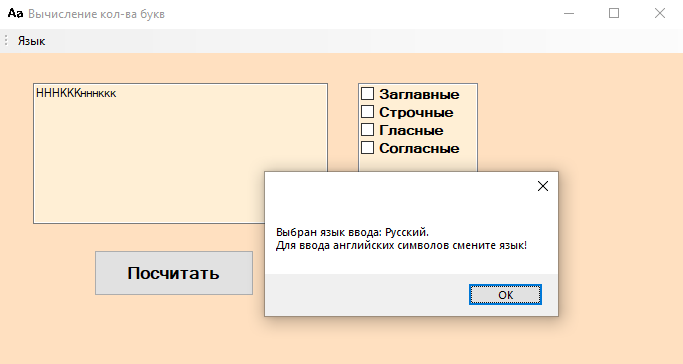 Aa Вычисление кол-ва букв
Язык
НННКККнннккк
Заглавные
Строчные
Гласные
Согласные
Выбран язык ввода: Русский.
Для ввода английских символов смените язык!
Посчитать
ОК